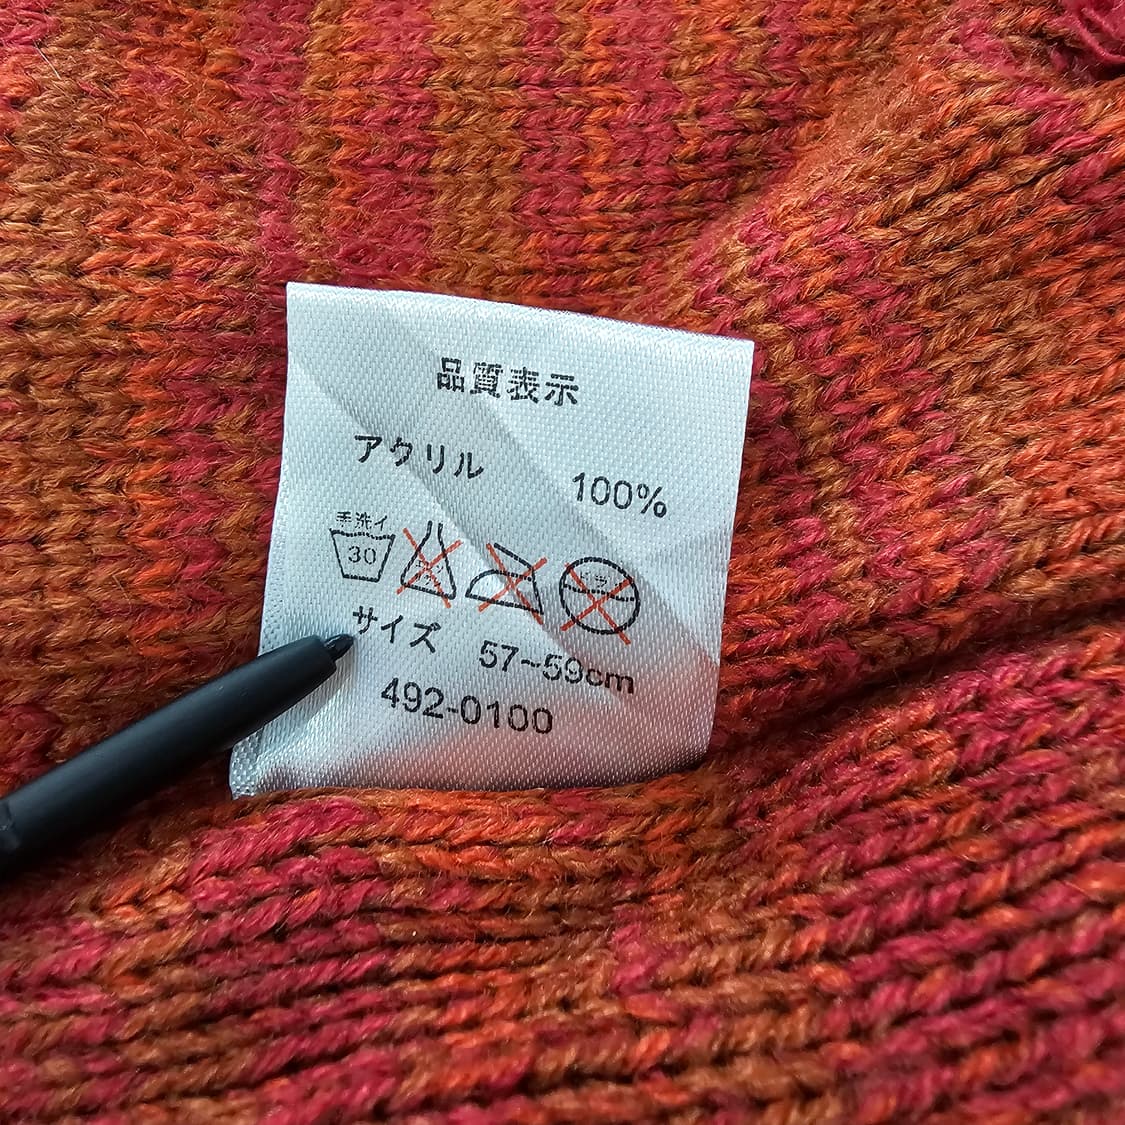 品質表示
アクリル 100%
手洗イ
30
サイズ 57~59cm
492-0100